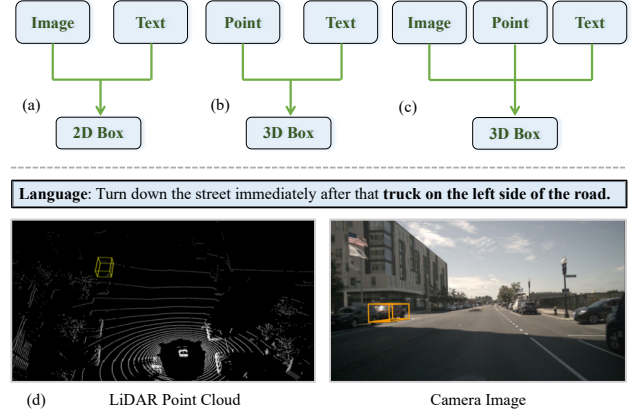 Image Text Point Text Image Point Text
(a) (b) (c)
2D Box 3D Box 3D Box
Language: Turn down the street immediately after that truck on the left side of the road.
(d) LiDAR Point Cloud Camera Image